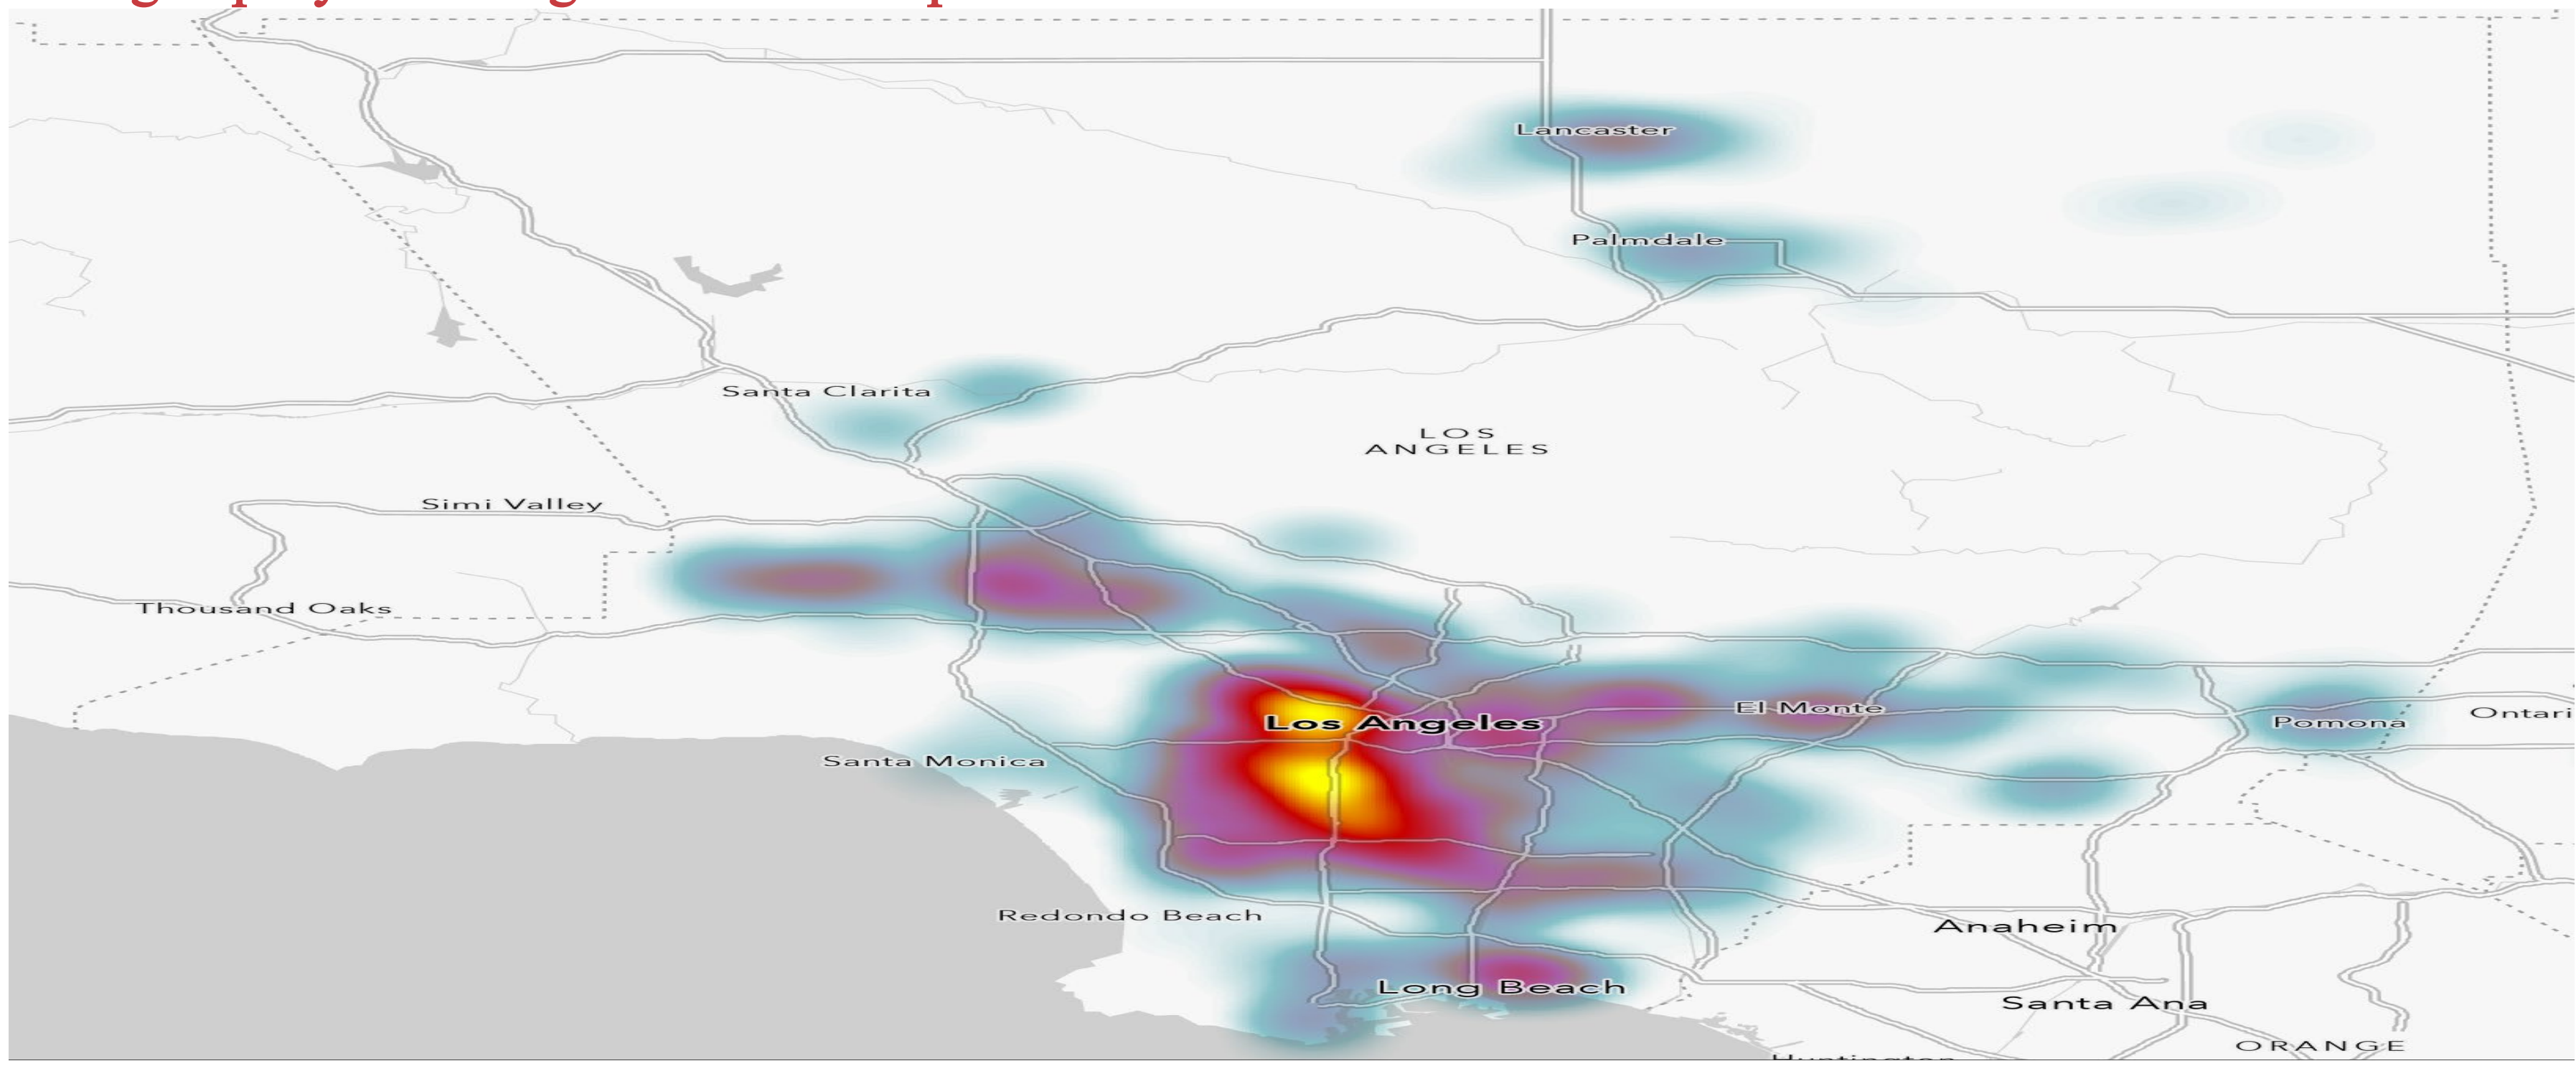 Lancaster
Palmdale
Santa Clarita
LOS
ANGELES
Simi Valley
Thousand Oaks
El Monte
Los Angeles
Pomona
Ontari
Santa Monica
Redondo Beach
Anaheim
Long Beach
Santa Ana
ORANGE